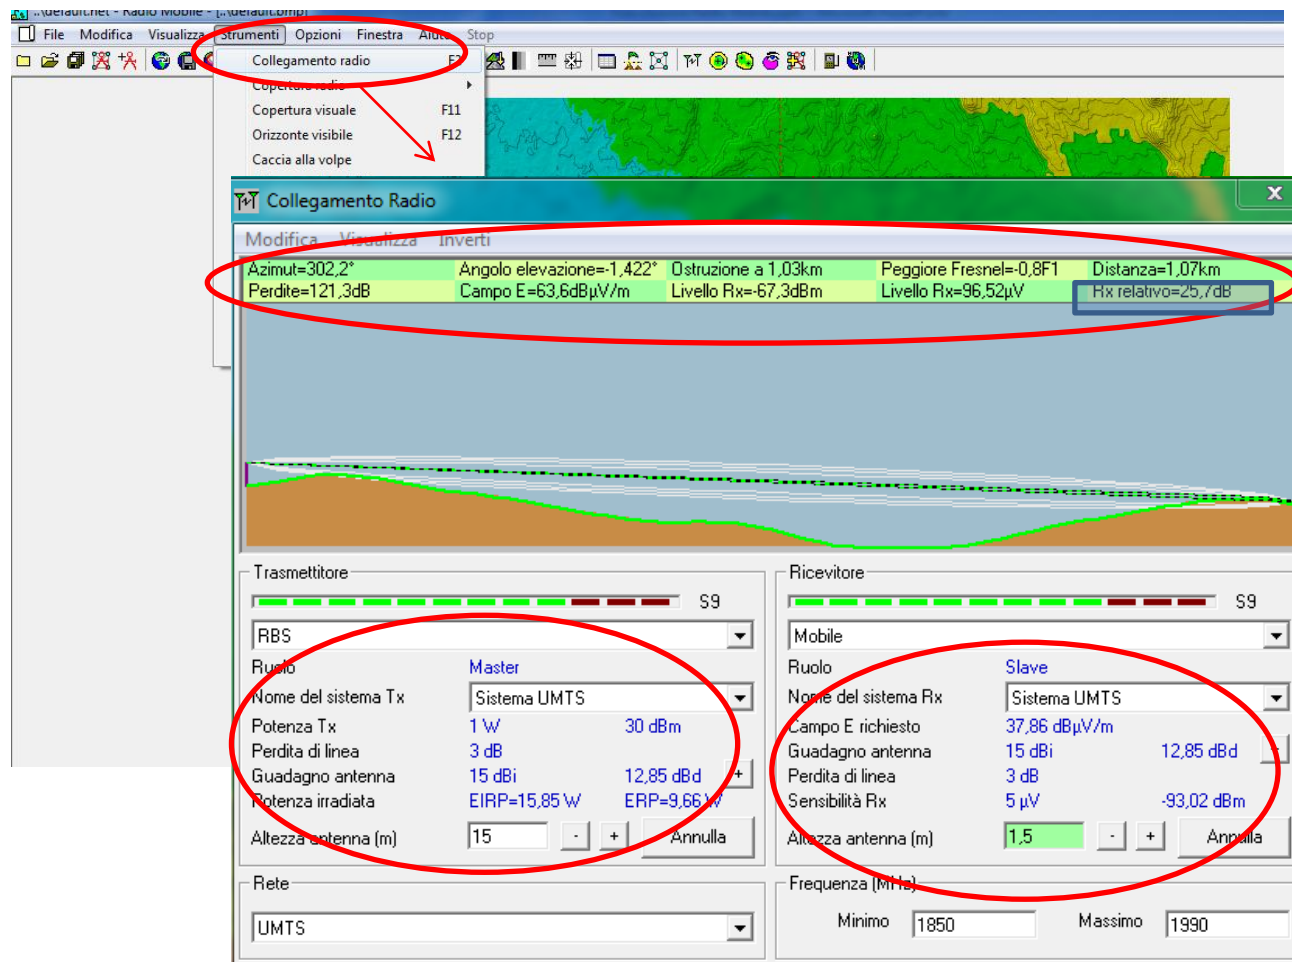 ..\default.net - Radio Mobile - [..\default.bmp]
File Modifica Visualizza Strumenti Opzioni Finestra Aiuto Stop
Collegamento radio F2
Copertura radio
Copertura visuale F11
Orizzonte visibile F12
Caccia alla volpe
Collegamento Radio X
Modifica Visualizza Inverti
Azimut=302,2° Angolo elevazione=-1,422° Ostruzione a 1,03km Peggiore Fresnel=-0,8F1 Distanza=1,07km
Perdite=121,3dB Campo E=63,6dBµV/m Livello Rx=-67,3dBm Livello Rx=96,52µV Rx relativo=25,7dB
Trasmettitore
S9
RBS
Ruolo Master
Nome del sistema Tx Sistema UMTS
Potenza Tx 1 W 30 dBm
Perdita di linea 3 dB
Guadagno antenna 15 dBi 12,85 dBd +
Potenza irradiata EIRP=15,85 W ERP=9,66 W
Altezza antenna (m) 15 - + Annulla
Rete
UMTS
Ricevitore
S9
Mobile
Ruolo Slave
Nome del sistema Rx Sistema UMTS
Campo E richiesto 37,86 dBµV/m
Guadagno antenna 15 dBi 12,85 dBd +
Perdita di linea 3 dB
Sensibilità Rx 5 µV -93,02 dBm
Altezza antenna (m) 1,5 - + Annulla
Frequenza (MHz)
Minimo 1850 Massimo 1990